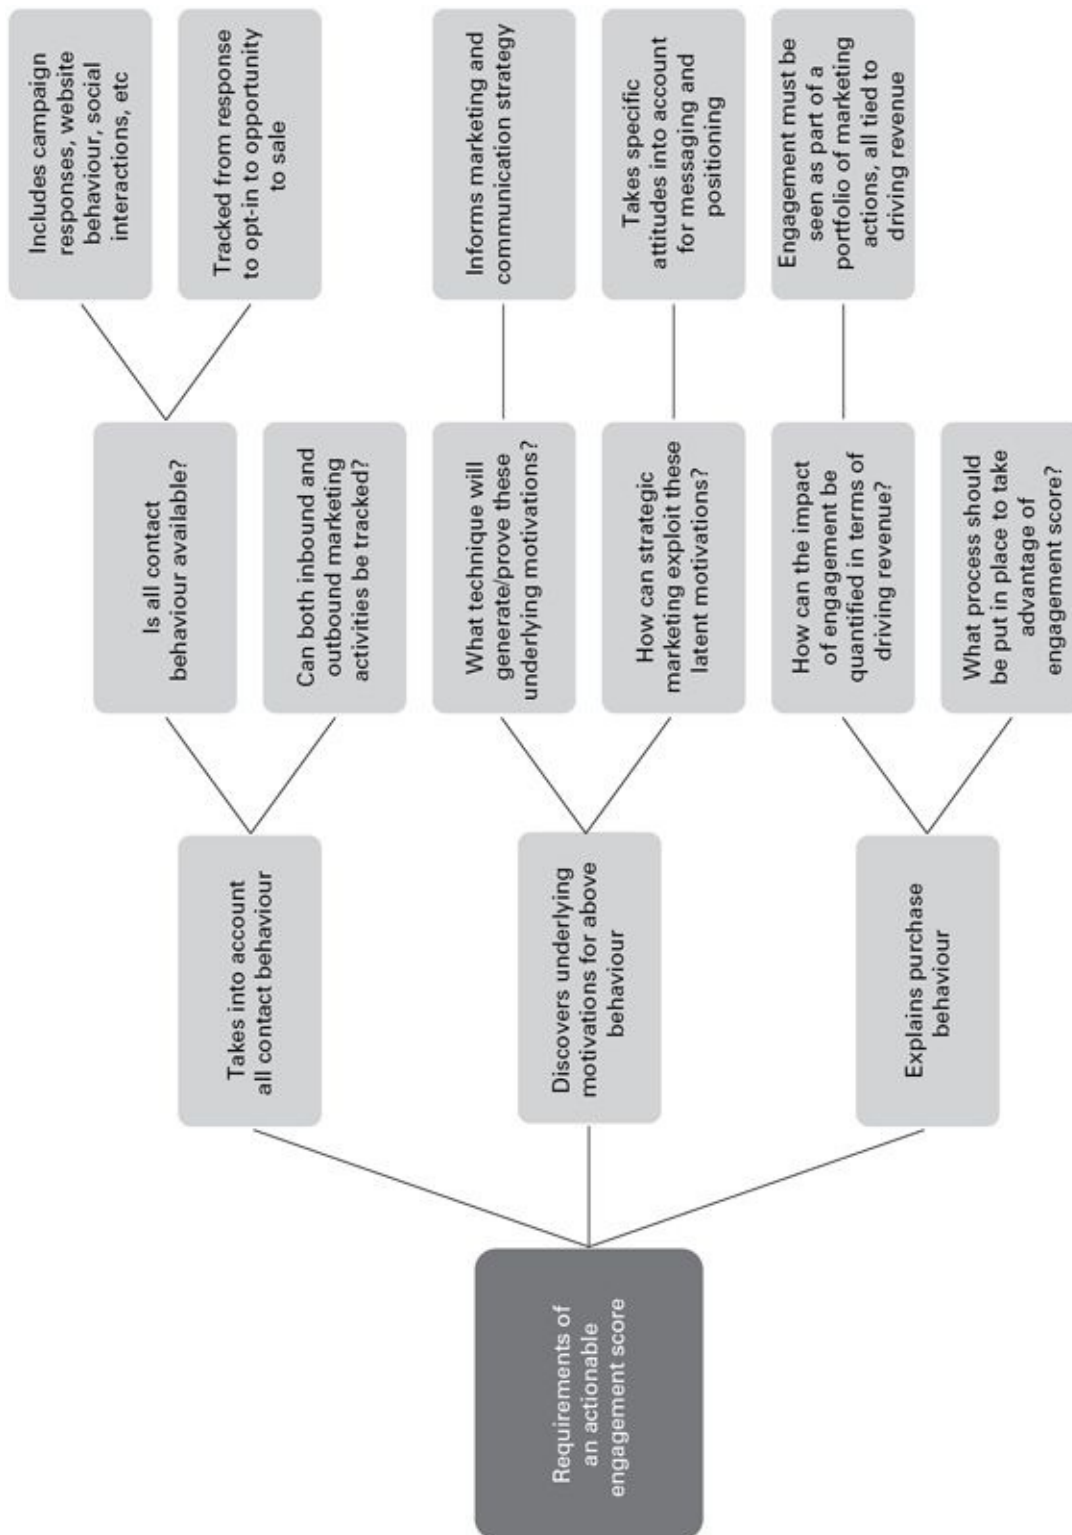 Requirements of
an actionable
engagement score
Takes into account
all contact behaviour
Is all contact
behaviour available?
Includes campaign
responses, website
behaviour, social
interactions, etc
Tracked from response
to opt-in to opportunity
to sale
Can both inbound and
outbound marketing
activities be tracked?
Discovers underlying
motivations for above
behaviour
What technique will
generate/prove these
underlying motivations?
Informs marketing and
communication strategy
How can strategic
marketing exploit these
latent motivations?
Takes specific
attitudes into account
for messaging and
positioning
Explains purchase
behaviour
How can the impact
of engagement be
quantified in terms of
driving revenue?
Engagement must be
seen as part of a
portfolio of marketing
actions, all tied to
driving revenue
What process should
be put in place to take
advantage of
engagement score?